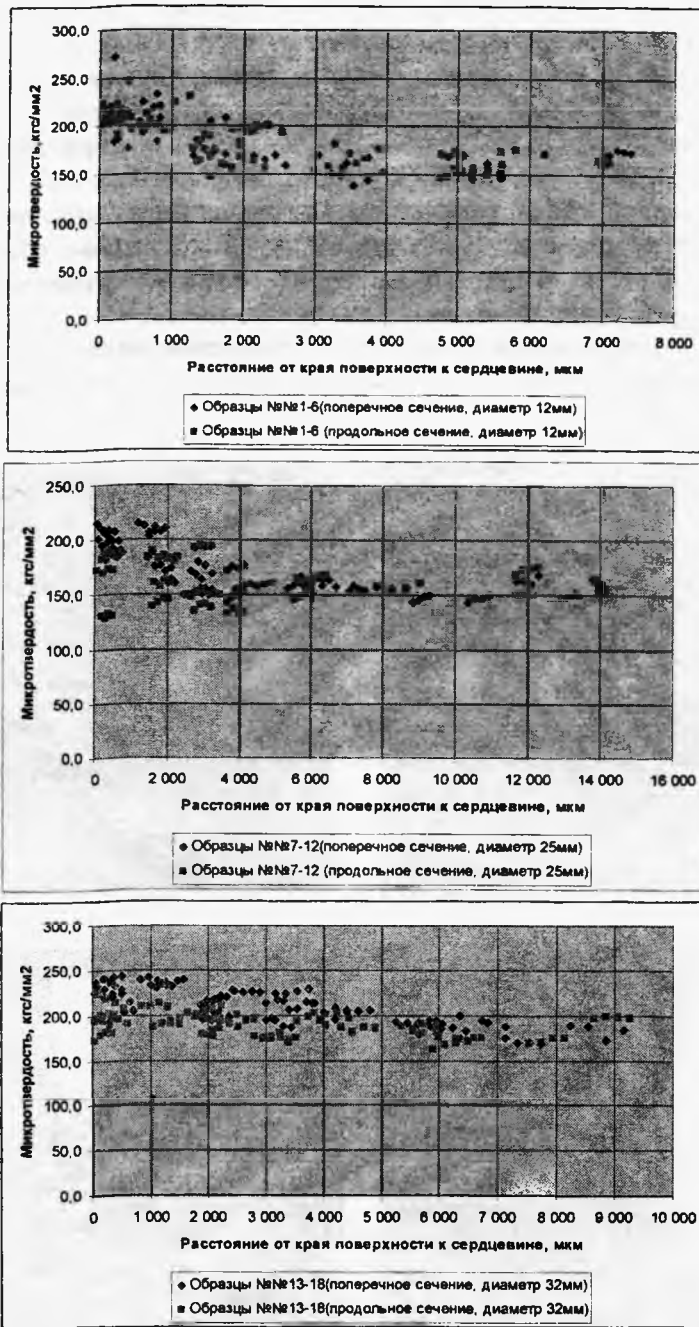 300,0
250,0
200,0
150,0
100,0
50,0
0,0
Микротвердость, кгс/мм2
0 1 000 2 000 3 000 4 000 5 000 6 000 7 000 8 000
Расстояние от края поверхности к сердцевине, мкм
Образцы №№1-6(поперечное сечение, диаметр 12мм)
Образцы №№1-6 (продольное сечение, диаметр 12мм)
250,0
200,0
150,0
100,0
50,0
0,0
Микротвердость, кгс/мм2
0 2 000 4 000 6 000 8 000 10 000 12 000 14 000 16 000
Расстояние от края поверхности к сердцевине, мкм
Образцы №№7-12(поперечное сечение, диаметр 25мм)
Образцы №№7-12 (продольное сечение, диаметр 25мм)
300,0
250,0
200,0
150,0
100,0
50,0
0,0
Микротвердость, кгс/мм2
0 1 000 2 000 3 000 4 000 5 000 6 000 7 000 8 000 9 000 10 000
Расстояние от края поверхности к сердцевине, мкм
Образцы №№13-18(поперечное сечение, диаметр 32мм)
Образцы №№13-18(продольное сечение, диаметр 32мм)